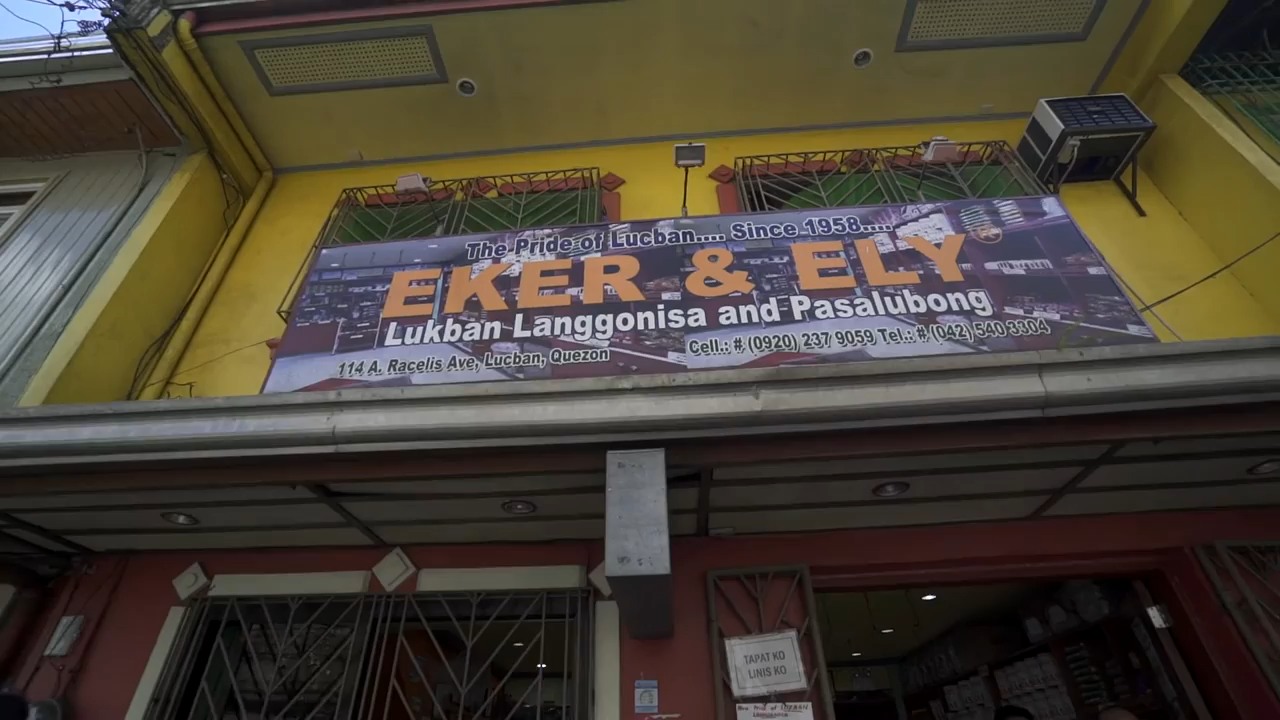 The Pride of Lucban.... Since 1958....
EKER & ELY
Lukban Langgonisa and Pasalubong
114 A. Racelis Ave, Lucban, Quezon
Cell.: # (0920) 237 9059 Tel.: # (042) 540 3304
TAPAT KO
LINIS KO